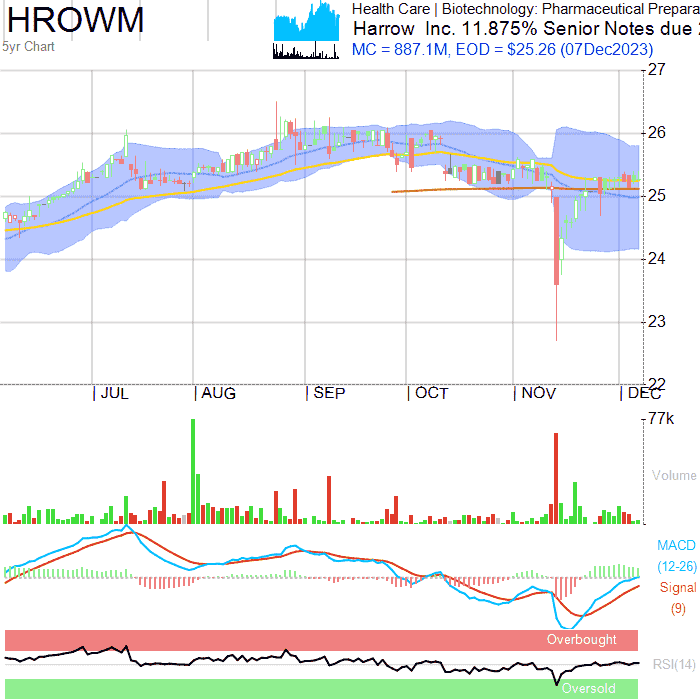 HROWM
5yr Chart
Health Care | Biotechnology: Pharmaceutical Prepara
Harrow Inc. 11.875% Senior Notes due
MC = 887.1M, EOD = $25.26 (07Dec2023)
27
26
25
24
23
22
JUL AUG SEP OCT NOV DEC
77k
Volume
MACD
(12-26)
Signal
(9)
Overbought
RSI(14)
Oversold